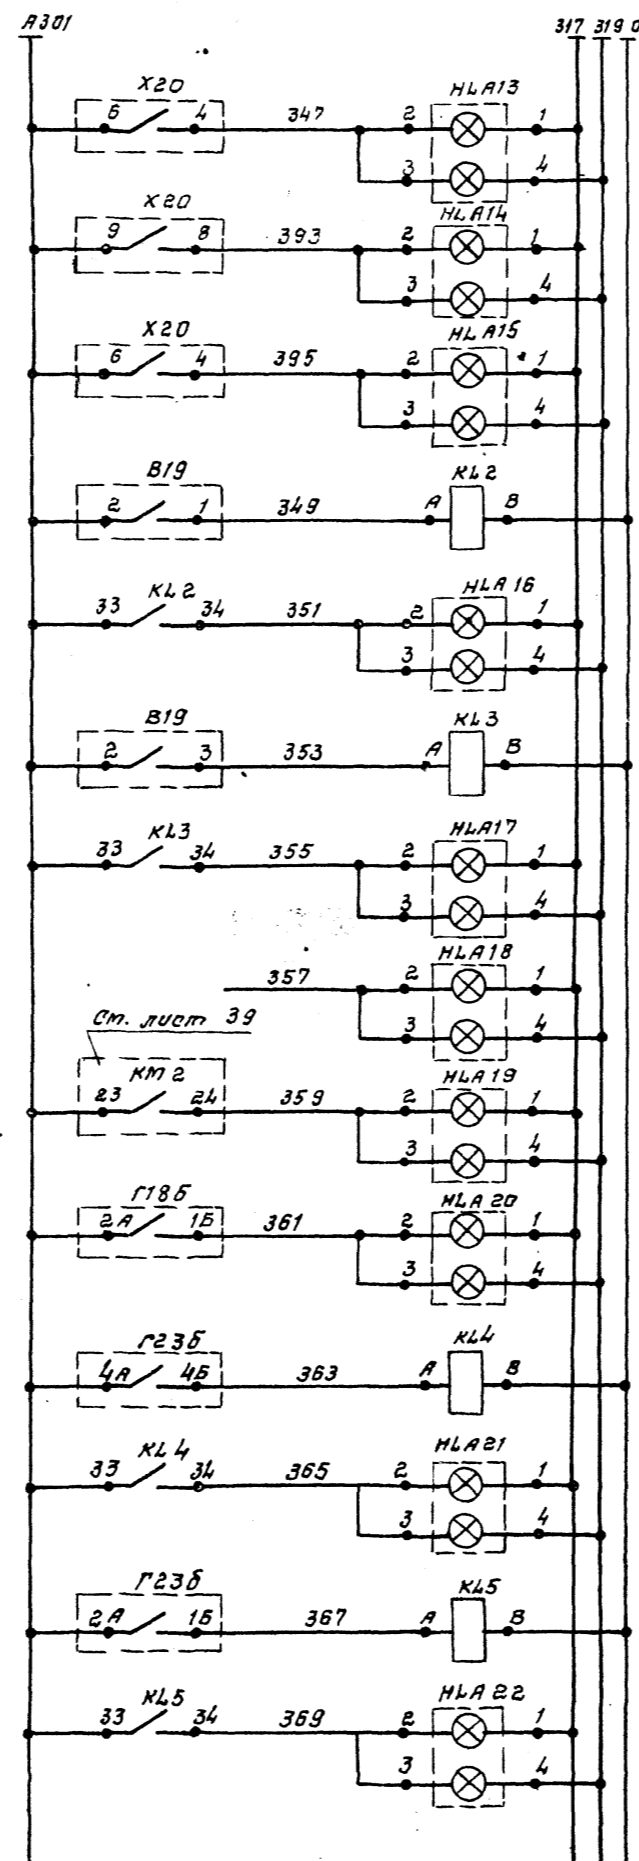 А301 317 319 0
Х20 HLA13
6 4 347 2 1
3 4
Х20 HLA14
9 8 393 2 1
3 4
Х20 HLA15
6 4 395 2 1
3 4
В19 KL2
2 1 349 А В
KL2 HLA16
33 34 351 2 1
3 4
В19 KL3
2 3 353 А В
KL3 HLA17
33 34 355 2 1
3 4
HLA18
357 2 1
3 4
См. лист 39
КМ2 HLA19
23 24 359 2 1
3 4
Г18Б HLA20
2А 1Б 361 2 1
3 4
Г23Б KL4
4А 4Б 363 А В
KL4 HLA21
33 34 365 2 1
3 4
Г23Б KL5
2А 1Б 367 А В
KL5 HLA22
33 34 369 2 1
3 4